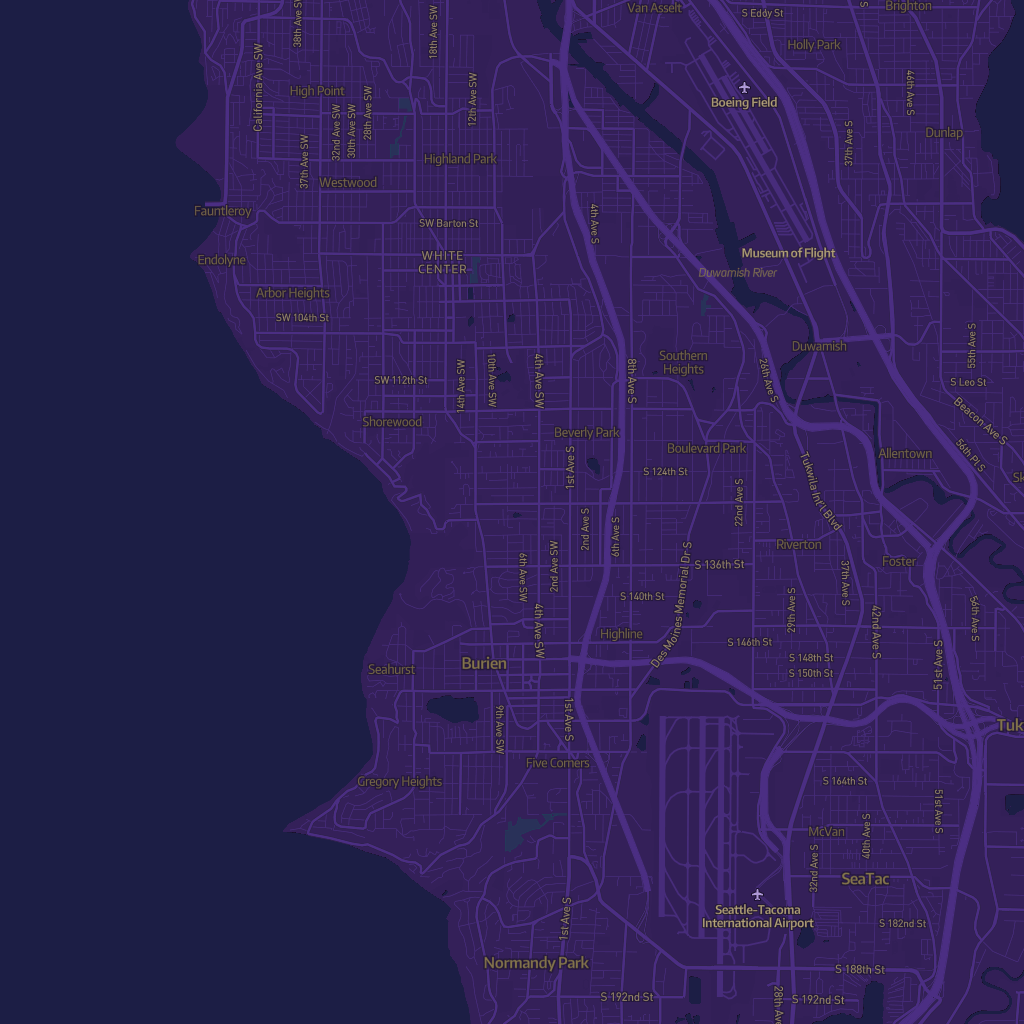 Van Asselt
S Eddy St
S
Brighton
38th Ave SW
18th Ave SW
Holly Park
California Ave SW
High Point
12th Ave SW
46th Ave S
Boeing Field
32nd Ave SW
30th Ave SW
28th Ave SW
37th Ave S
Dunlap
37th Ave SW
Highland Park
Westwood
Fauntleroy
SW Barton St
4th Ave S
Endolyne
WHITE
CENTER
Museum of Flight
Duwamish River
Arbor Heights
SW 104th St
Duwamish
55th Ave S
Southern
Heights
SW 112th St
14th Ave SW
10th Ave SW
4th Ave SW
8th Ave S
26th Ave S
S Leo St
Beacon Ave S
Shorewood
Beverly Park
Boulevard Park
Allentown
56th Pl S
1st Ave S
S 124th St
Sk
22nd Ave S
Tukwila Int'l Blvd
2nd Ave S
6th Ave S
Riverton
6th Ave SW
2nd Ave SW
S 136th St
Foster
37th Ave S
S 140th St
29th Ave S
4th Ave SW
Des Moines Memorial Dr S
42nd Ave S
56th Ave S
Highline
S 146th St
S 148th St
Seahurst
Burien
S 150th St
51st Ave S
9th Ave SW
1st Ave S
Tuk
Five Corners
Gregory Heights
S 164th St
51st Ave S
McVan
40th Ave S
32nd Ave S
SeaTac
Seattle-Tacoma
International Airport
1st Ave S
S 182nd St
Normandy Park
S 188th St
S 192nd St
28th Ave
S 192nd St